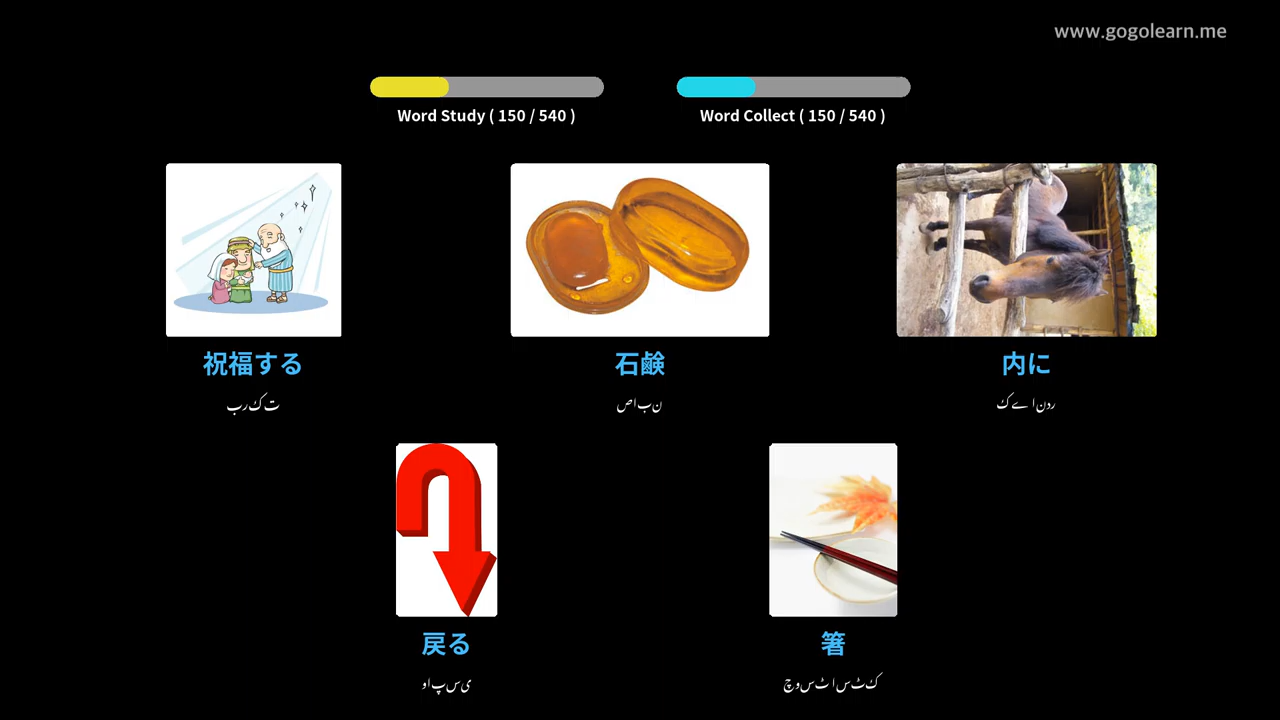 www.gogolearn.me
Word Study ( 150 / 540 )
Word Collect ( 150 / 540 )
祝福する
برکت
石鹸
صابن
内に
کے اندر
戻る
واپسی
箸